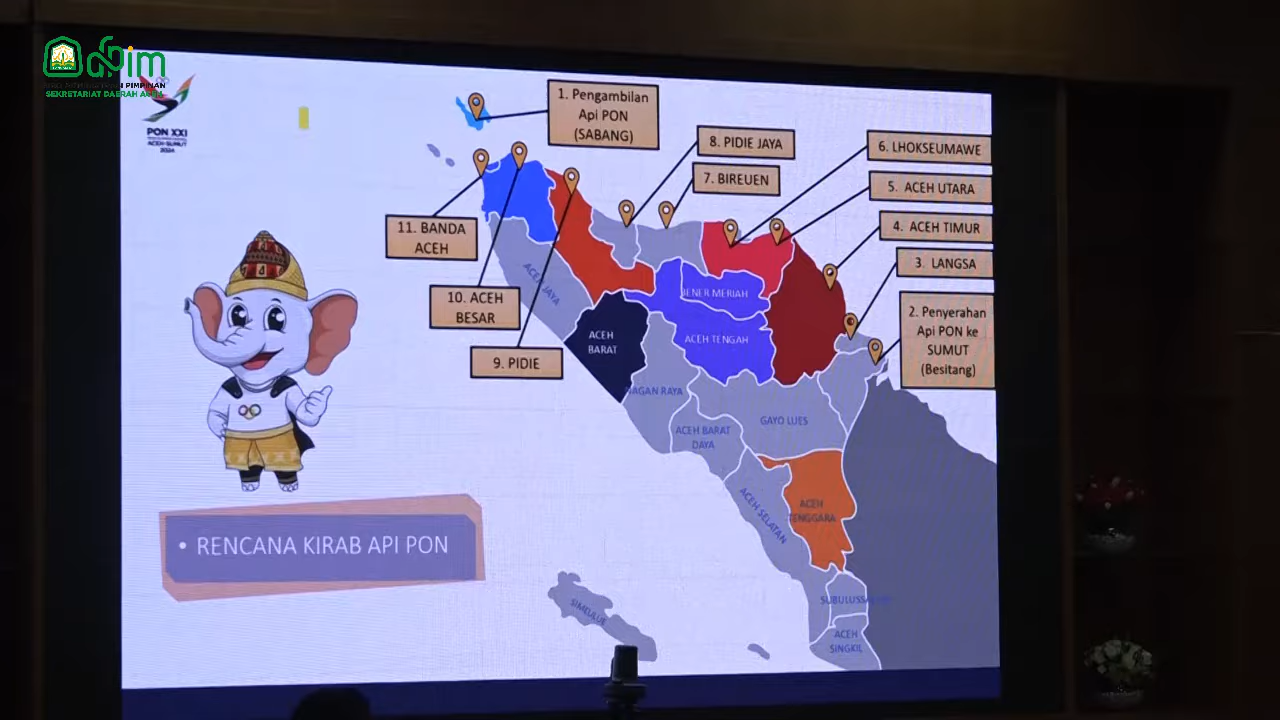 PIMPINAN
SEKRETARIAT DAERAH ACEH
PON XXI
ACEH-SUMUT
2024
1. Pengambilan
Api PON
(SABANG)
8. PIDIE JAYA
7. BIREUEN
6. LHOKSEUMAWE
5. ACEH UTARA
4. ACEH TIMUR
3. LANGSA
2. Penyerahan
Api PON ke
SUMUT
(Besitang)
11. BANDA
ACEH
10. ACEH
BESAR
9. PIDIE
ACEH JAYA
ACEH
BARAT
BENER MERIAH
ACEH TENGAH
NAGAN RAYA
ACEH BARAT
DAYA
GAYO LUES
ACEH SELATAN
ACEH
TENGGARA
SIMEULUE
ACEH
SINGKIL
• RENCANA KIRAB API PON